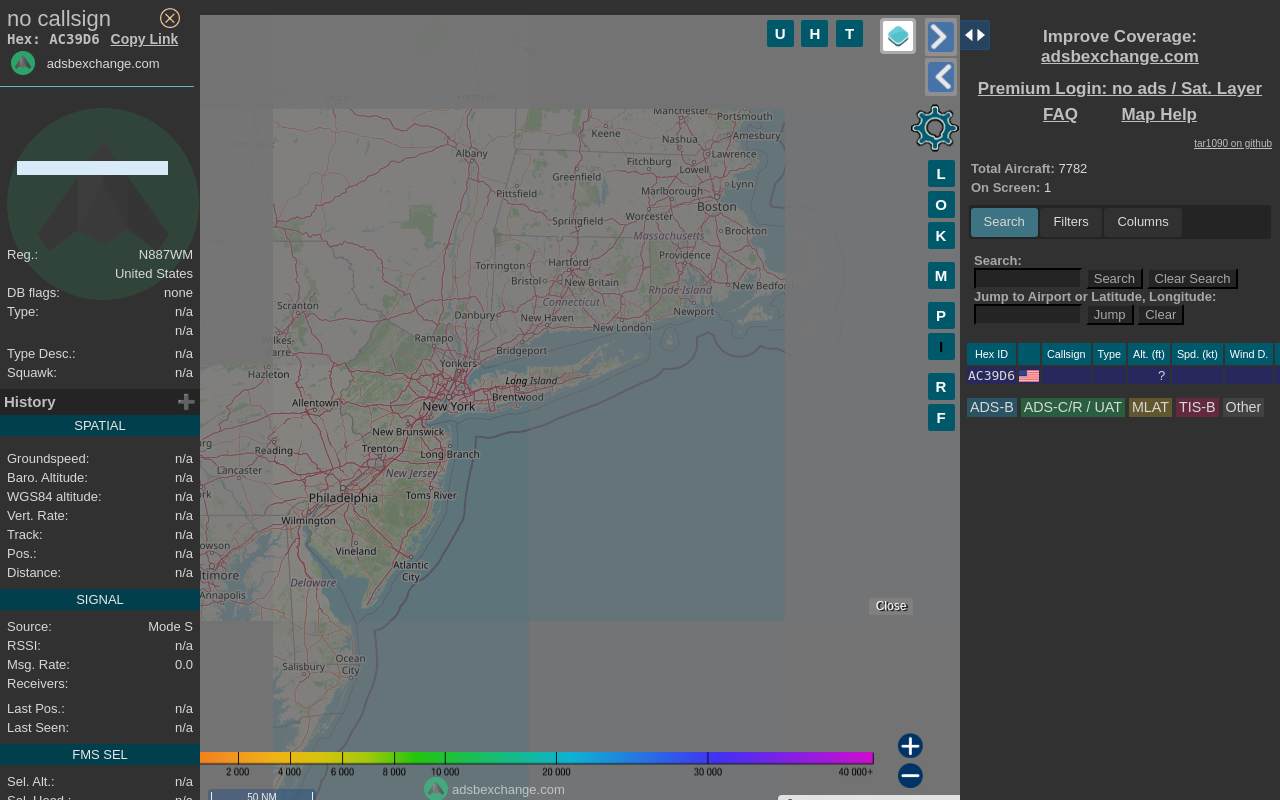 no callsign
Hex: AC39D6 Copy Link
adsbexchange.com
Reg.: N887WM
United States
DB flags: none
Type: n/a
n/a
Type Desc.: n/a
Squawk: n/a
History
SPATIAL
Groundspeed: n/a
Baro. Altitude: n/a
WGS84 altitude: n/a
Vert. Rate: n/a
Track: n/a
Pos.: n/a
Distance: n/a
SIGNAL
Source: Mode S
RSSI: n/a
Msg. Rate: 0.0
Receivers:
Last Pos.: n/a
Last Seen: n/a
FMS SEL
Sel. Alt.: n/a
Sel. Head.: n/a
U H T
L
O
K
M
P
I
R
F
Manchester
Portsmouth
Keene
Nashua
Amesbury
Albany
Fitchburg
Lawrence
Greenfield
Lowell
Pittsfield
Marlborough
Lynn
Boston
Springfield
Worcester
Massachusetts
Brockton
Torrington
Hartford
Providence
Bristol
New Britain
Rhode Island
New Bedfor
Connecticut
Scranton
Danbury
New Haven
Newport
New London
Ramapo
Bridgeport
ilkes-
arre
Yonkers
Hazleton
Long Island
Brentwood
Allentown
New York
New Brunswick
Reading
Trenton
Long Branch
rg
Lancaster
New Jersey
ork
Philadelphia
Toms River
Wilmington
owson
Vineland
ltimore
Atlantic
City
Delaware
Annapolis
Close
Salisbury
Ocean
City
2 000 4 000 6 000 8 000 10 000 20 000 30 000 40 000+
adsbexchange.com
50 NM
Improve Coverage:
adsbexchange.com
Premium Login: no ads / Sat. Layer
FAQ Map Help
tar1090 on github
Total Aircraft: 7782
On Screen: 1
Search Filters Columns
Search:
Search Clear Search
Jump to Airport or Latitude, Longitude:
Jump Clear
Hex ID Callsign Type Alt. (ft) Spd. (kt) Wind D.
AC39D6 ?
ADS-B ADS-C/R / UAT MLAT TIS-B Other